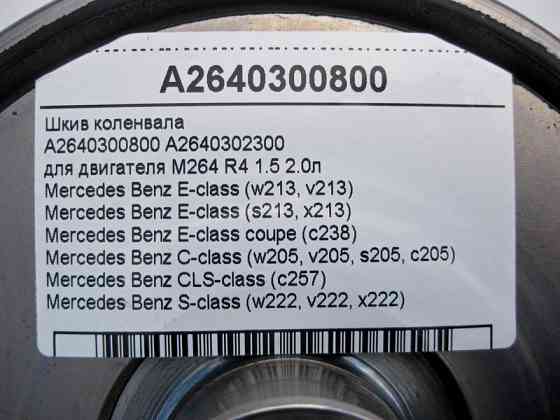 A2640300800
Шкив коленвала
A2640300800 A2640302300
для двигателя M264 R4 1.5 2.0л
Mercedes Benz E-class (w213, v213)
Mercedes Benz E-class (s213, x213)
Mercedes Benz E-class coupe (c238)
Mercedes Benz C-class (w205, v205, s205, c205)
Mercedes Benz CLS-class (c257)
Mercedes Benz S-class (w222, v222, x222)